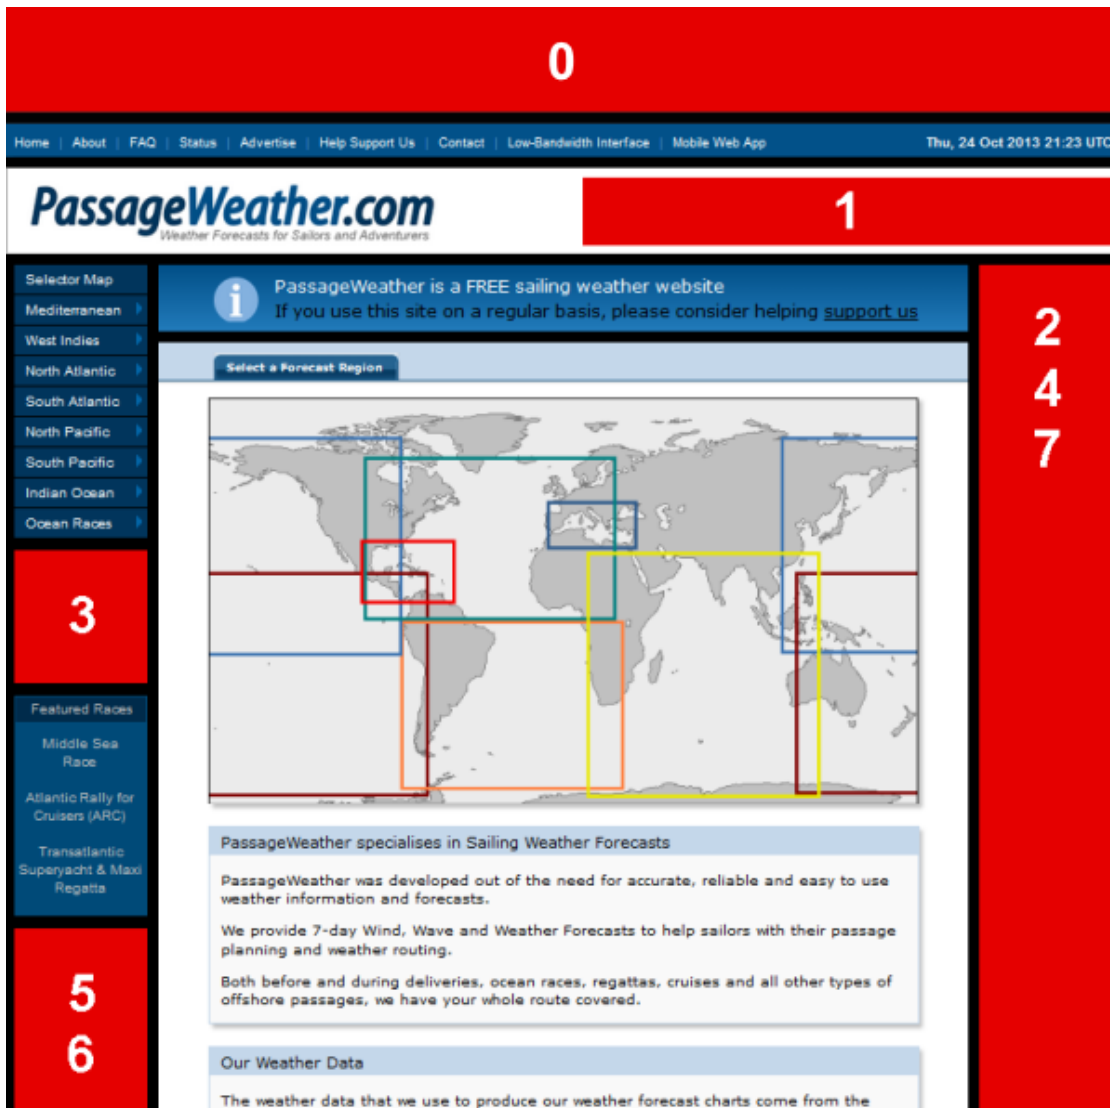 0
Home | About | FAQ | Status | Advertise | Help Support Us | Contact | Low-Bandwidth Interface | Mobile Web App
Thu, 24 Oct 2013 21:23 UTC
PassageWeather.com
Weather Forecasts for Sailors and Adventurers
1
Selector Map
Mediterranean
West Indies
North Atlantic
South Atlantic
North Pacific
South Pacific
Indian Ocean
Ocean Races
3
Featured Races
Middle Sea
Race
Atlantic Rally for
Cruisers (ARC)
Transatlantic
Superyacht & Maxi
Regatta
5
6
i
PassageWeather is a FREE sailing weather website
If you use this site on a regular basis, please consider helping support us
Select a Forecast Region
PassageWeather specialises in Sailing Weather Forecasts
PassageWeather was developed out of the need for accurate, reliable and easy to use
weather information and forecasts.
We provide 7-day Wind, Wave and Weather Forecasts to help sailors with their passage
planning and weather routing.
Both before and during deliveries, ocean races, regattas, cruises and all other types of
offshore passages, we have your whole route covered.
Our Weather Data
The weather data that we use to produce our weather forecast charts come from the
2
4
7